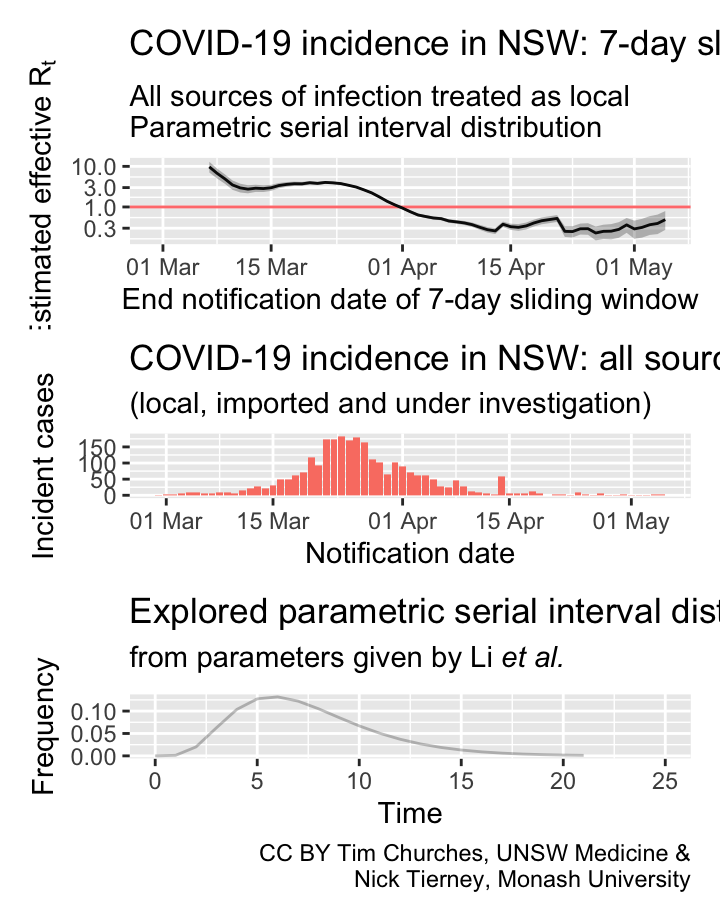 COVID-19 incidence in NSW: 7-day sl
All sources of infection treated as local
Parametric serial interval distribution
stimated effective Rt
10.0
3.0
1.0
0.3
01 Mar 15 Mar 01 Apr 15 Apr 01 May
End notification date of 7-day sliding window
COVID-19 incidence in NSW: all sour
(local, imported and under investigation)
Incident cases
150
100
50
0
01 Mar 15 Mar 01 Apr 15 Apr 01 May
Notification date
Explored parametric serial interval dist
from parameters given by Li et al.
Frequency
0.10
0.05
0.00
0 5 10 15 20 25
Time
CC BY Tim Churches, UNSW Medicine &
Nick Tierney, Monash University